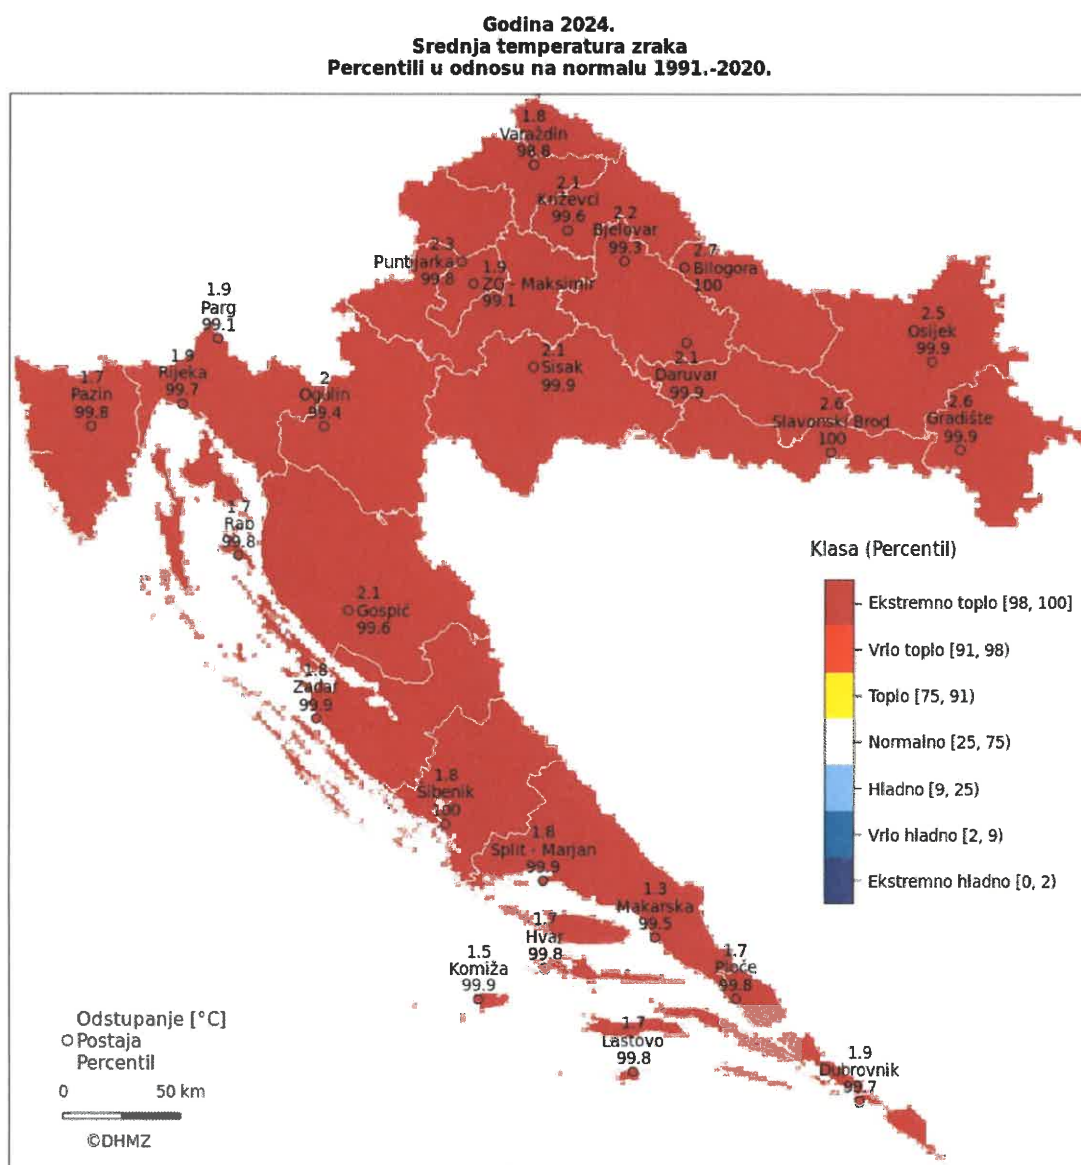 Godina 2024.
Srednja temperatura zraka
Percentili u odnosu na normalu 1991.-2020.
1.8
Varaždin
98.8
2.1
Križevci
99.6
2.2
Bjelovar
99.3
2.3
Puntijarka
99.8
1.9
ZG - Maksimir
99.1
2.7
Bilogora
100
1.9
Parg
99.1
2.5
Osijek
99.9
1.9
Rijeka
99.7
1.7
Pazin
99.8
2
Ogulin
99.4
2.1
Sisak
99.9
2.1
Daruvar
99.9
2.6
Slavonski Brod
100
2.6
Gradište
99.9
1.7
Rab
99.8
2.1
Gospić
99.6
1.8
Zadar
99.9
1.8
Šibenik
100
1.8
Split - Marjan
99.9
1.3
Makarska
99.5
1.7
Hvar
99.8
1.5
Komiža
99.9
1.7
Ploče
99.8
1.7
Lastovo
99.8
1.9
Dubrovnik
99.7
Klasa (Percentil)
Ekstremno toplo [98, 100]
Vrlo toplo [91, 98)
Toplo [75, 91)
Normalno [25, 75)
Hladno [9, 25)
Vrlo hladno [2, 9)
Ekstremno hladno [0, 2)
Odstupanje [°C]
Postaja
Percentil
0 50 km
©DHMZ